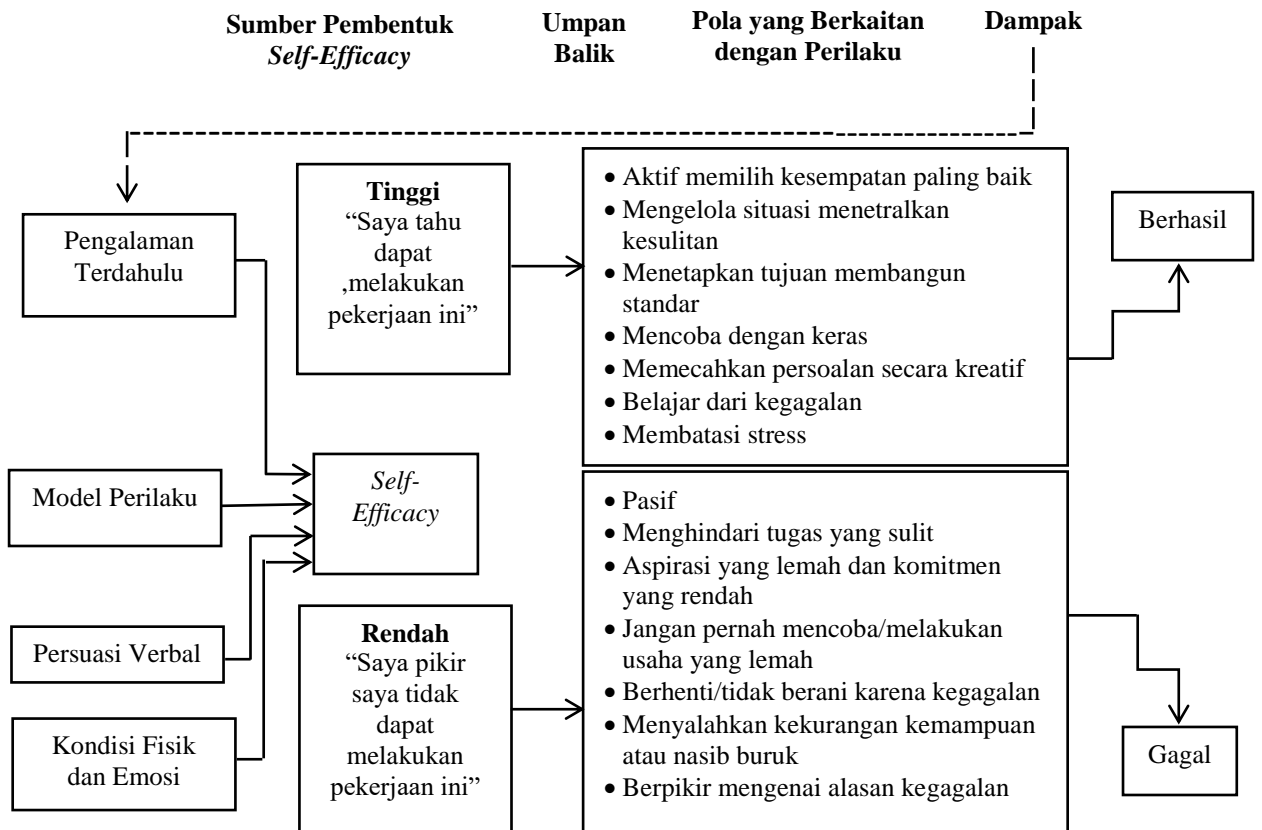 Sumber Pembentuk
Self-Efficacy
Umpan
Balik
Pola yang Berkaitan
dengan Perilaku
Dampak
Pengalaman
Terdahulu
Model Perilaku
Persuasi Verbal
Kondisi Fisik
dan Emosi
Tinggi
“Saya tahu
dapat
,melakukan
pekerjaan ini”
Self-
Efficacy
Rendah
“Saya pikir
saya tidak
dapat
melakukan
pekerjaan ini”
• Aktif memilih kesempatan paling baik
• Mengelola situasi menetralkan
kesulitan
• Menetapkan tujuan membangun
standar
• Mencoba dengan keras
• Memecahkan persoalan secara kreatif
• Belajar dari kegagalan
• Membatasi stress
• Pasif
• Menghindari tugas yang sulit
• Aspirasi yang lemah dan komitmen
yang rendah
• Jangan pernah mencoba/melakukan
usaha yang lemah
• Berhenti/tidak berani karena kegagalan
• Menyalahkan kekurangan kemampuan
atau nasib buruk
• Berpikir mengenai alasan kegagalan
Berhasil
Gagal